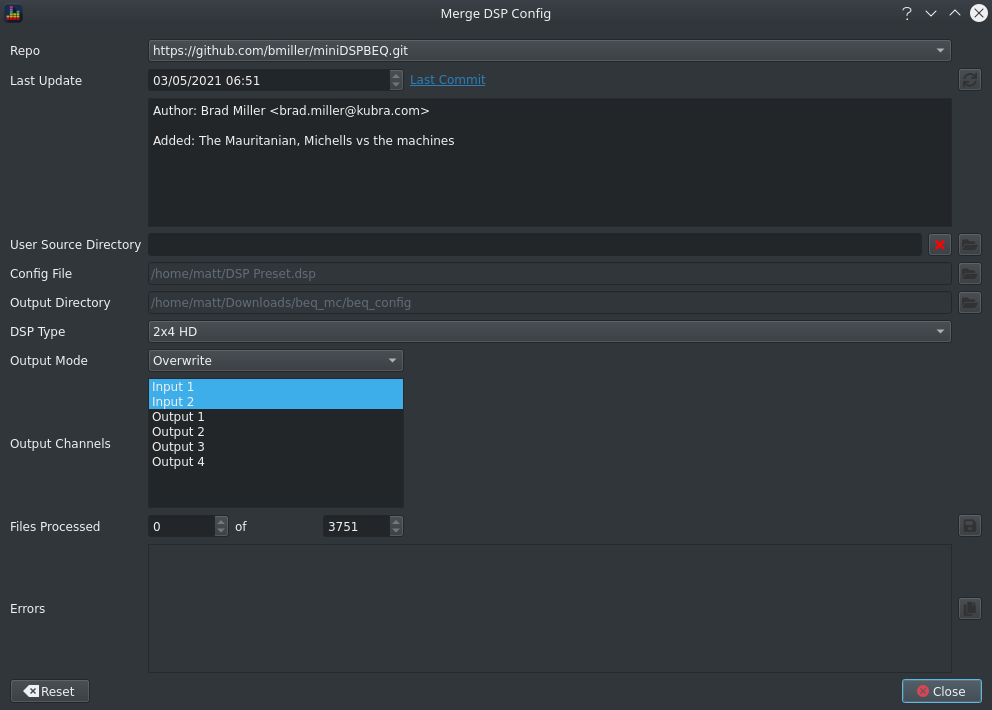 Merge DSP Config
Repo https://github.com/bmiller/miniDSPBEQ.git
Last Update 03/05/2021 06:51 Last Commit
Author: Brad Miller <brad.miller@kubra.com>
Added: The Mauritanian, Michells vs the machines
User Source Directory
Config File /home/matt/DSP Preset.dsp
Output Directory /home/matt/Downloads/beq_mc/beq_config
DSP Type 2x4 HD
Output Mode Overwrite
Input 1
Input 2
Output 1
Output 2
Output Channels Output 3
Output 4
Files Processed 0 of 3751
Errors
Reset Close